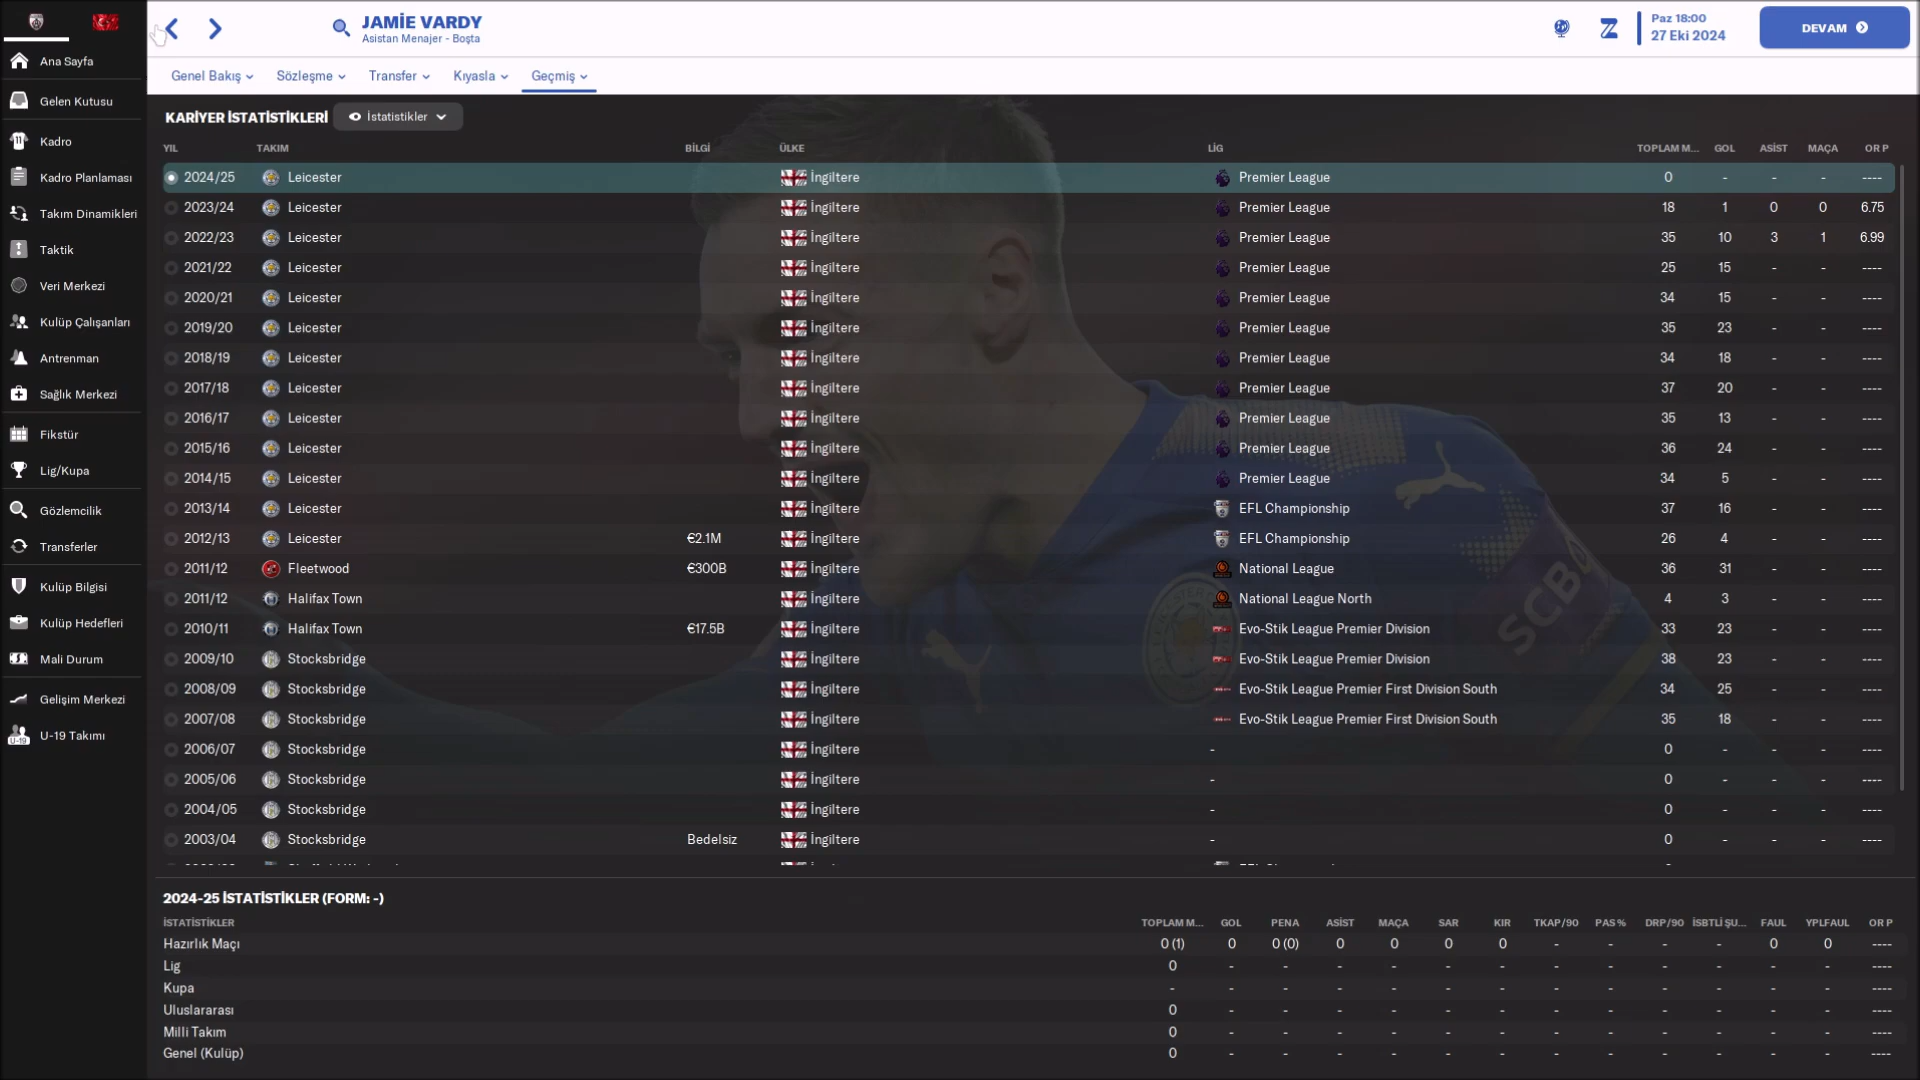 JAMİE VARDY
Asistan Menajer - Boşta
Paz 18:00
27 Eki 2024
DEVAM
Genel Bakış
Sözleşme
Transfer
Kıyasla
Geçmiş
Ana Sayfa
Gelen Kutusu
Kadro
Kadro Planlaması
Takım Dinamikleri
Taktik
Veri Merkezi
Kulüp Çalışanları
Antrenman
Sağlık Merkezi
Fikstür
Lig/Kupa
Gözlemcilik
Transferler
Kulüp Bilgisi
Kulüp Hedefleri
Mali Durum
Gelişim Merkezi
U-19 Takımı
KARİYER İSTATİSTİKLERİ İstatistikler
YIL TAKIM BİLGİ ÜLKE LİG TOPLAM M... GOL ASİST MAÇA OR P
2024/25 Leicester İngiltere Premier League 0 - - - ----
2023/24 Leicester İngiltere Premier League 18 1 0 0 6.75
2022/23 Leicester İngiltere Premier League 35 10 3 1 6.99
2021/22 Leicester İngiltere Premier League 25 15 - - ----
2020/21 Leicester İngiltere Premier League 34 15 - - ----
2019/20 Leicester İngiltere Premier League 35 23 - - ----
2018/19 Leicester İngiltere Premier League 34 18 - - ----
2017/18 Leicester İngiltere Premier League 37 20 - - ----
2016/17 Leicester İngiltere Premier League 35 13 - - ----
2015/16 Leicester İngiltere Premier League 36 24 - - ----
2014/15 Leicester İngiltere Premier League 34 5 - - ----
2013/14 Leicester İngiltere EFL Championship 37 16 - - ----
2012/13 Leicester €2.1M İngiltere EFL Championship 26 4 - - ----
2011/12 Fleetwood €300B İngiltere National League 36 31 - - ----
2011/12 Halifax Town İngiltere National League North 4 3 - - ----
2010/11 Halifax Town €17.5B İngiltere Evo-Stik League Premier Division 33 23 - - ----
2009/10 Stocksbridge İngiltere Evo-Stik League Premier Division 38 23 - - ----
2008/09 Stocksbridge İngiltere Evo-Stik League Premier First Division South 34 25 - - ----
2007/08 Stocksbridge İngiltere Evo-Stik League Premier First Division South 35 18 - - ----
2006/07 Stocksbridge İngiltere - 0 - - - ----
2005/06 Stocksbridge İngiltere - 0 - - - ----
2004/05 Stocksbridge İngiltere - 0 - - - ----
2003/04 Stocksbridge Bedelsiz İngiltere - 0 - - - ----
2024-25 İSTATİSTİKLER (FORM: -)
İSTATİSTİKLER TOPLAM M... GOL PENA ASİST MAÇA SAR KIR TKAP/90 PAS % DRP/90 İSBTLİ ŞU... FAUL YPLFAUL OR P
Hazırlık Maçı 0 (1) 0 0 (0) 0 0 0 0 - - - - 0 0 ----
Lig 0 - - - - - - - - - - - - ----
Kupa - - - - - - - - - - - - - ----
Uluslararası 0 - - - - - - - - - - - - ----
Milli Takım 0 - - - - - - - - - - - - ----
Genel (Kulüp) 0 - - - - - - - - - - - - ----